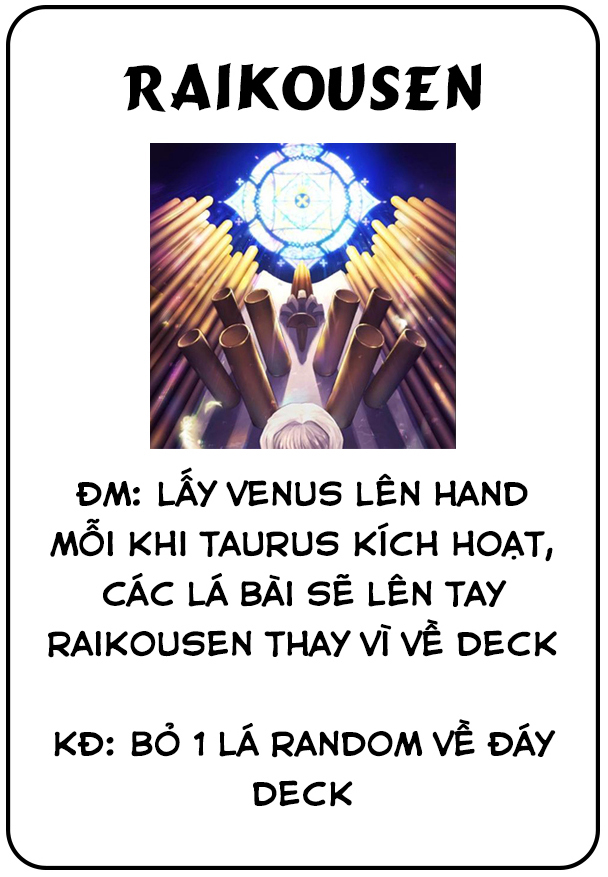 RAIKOUSEN
ĐM: LẤY VENUS LÊN HAND
MỖI KHI TAURUS KÍCH HOẠT,
CÁC LÁ BÀI SẼ LÊN TAY
RAIKOUSEN THAY VÌ VỀ DECK
KĐ: BỎ 1 LÁ RANDOM VỀ ĐÁY
DECK